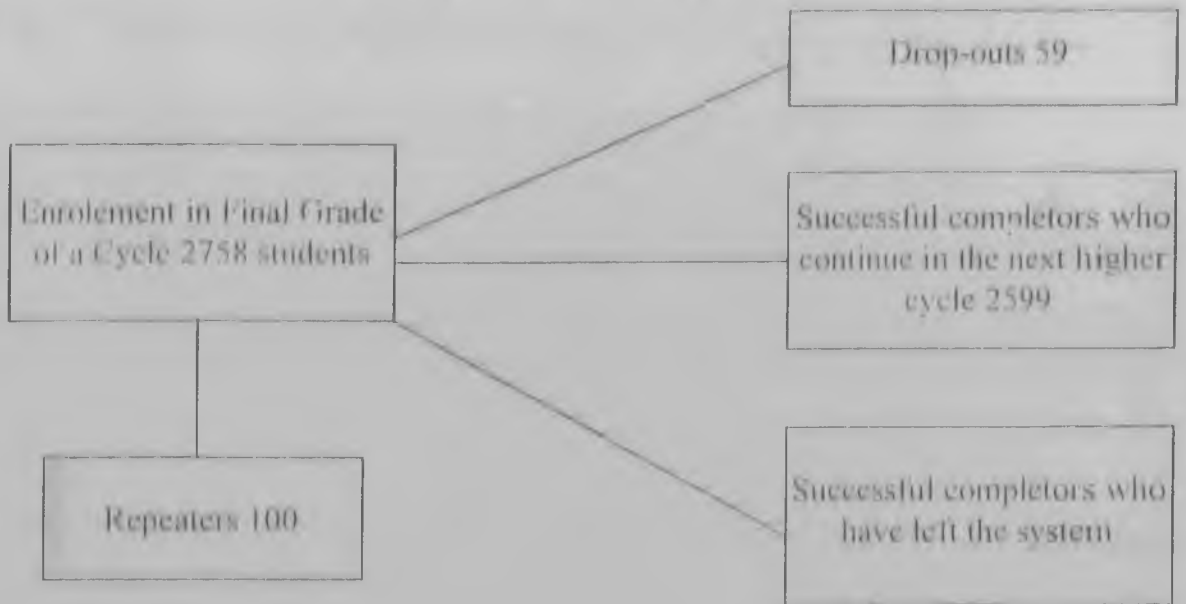 Drop-outs 59
Enrolement in Final Grade
of a Cycle 2758 students
Successful completors who
continue in the next higher
cycle 2599
Repeaters 100
Successful completors who
have left the system